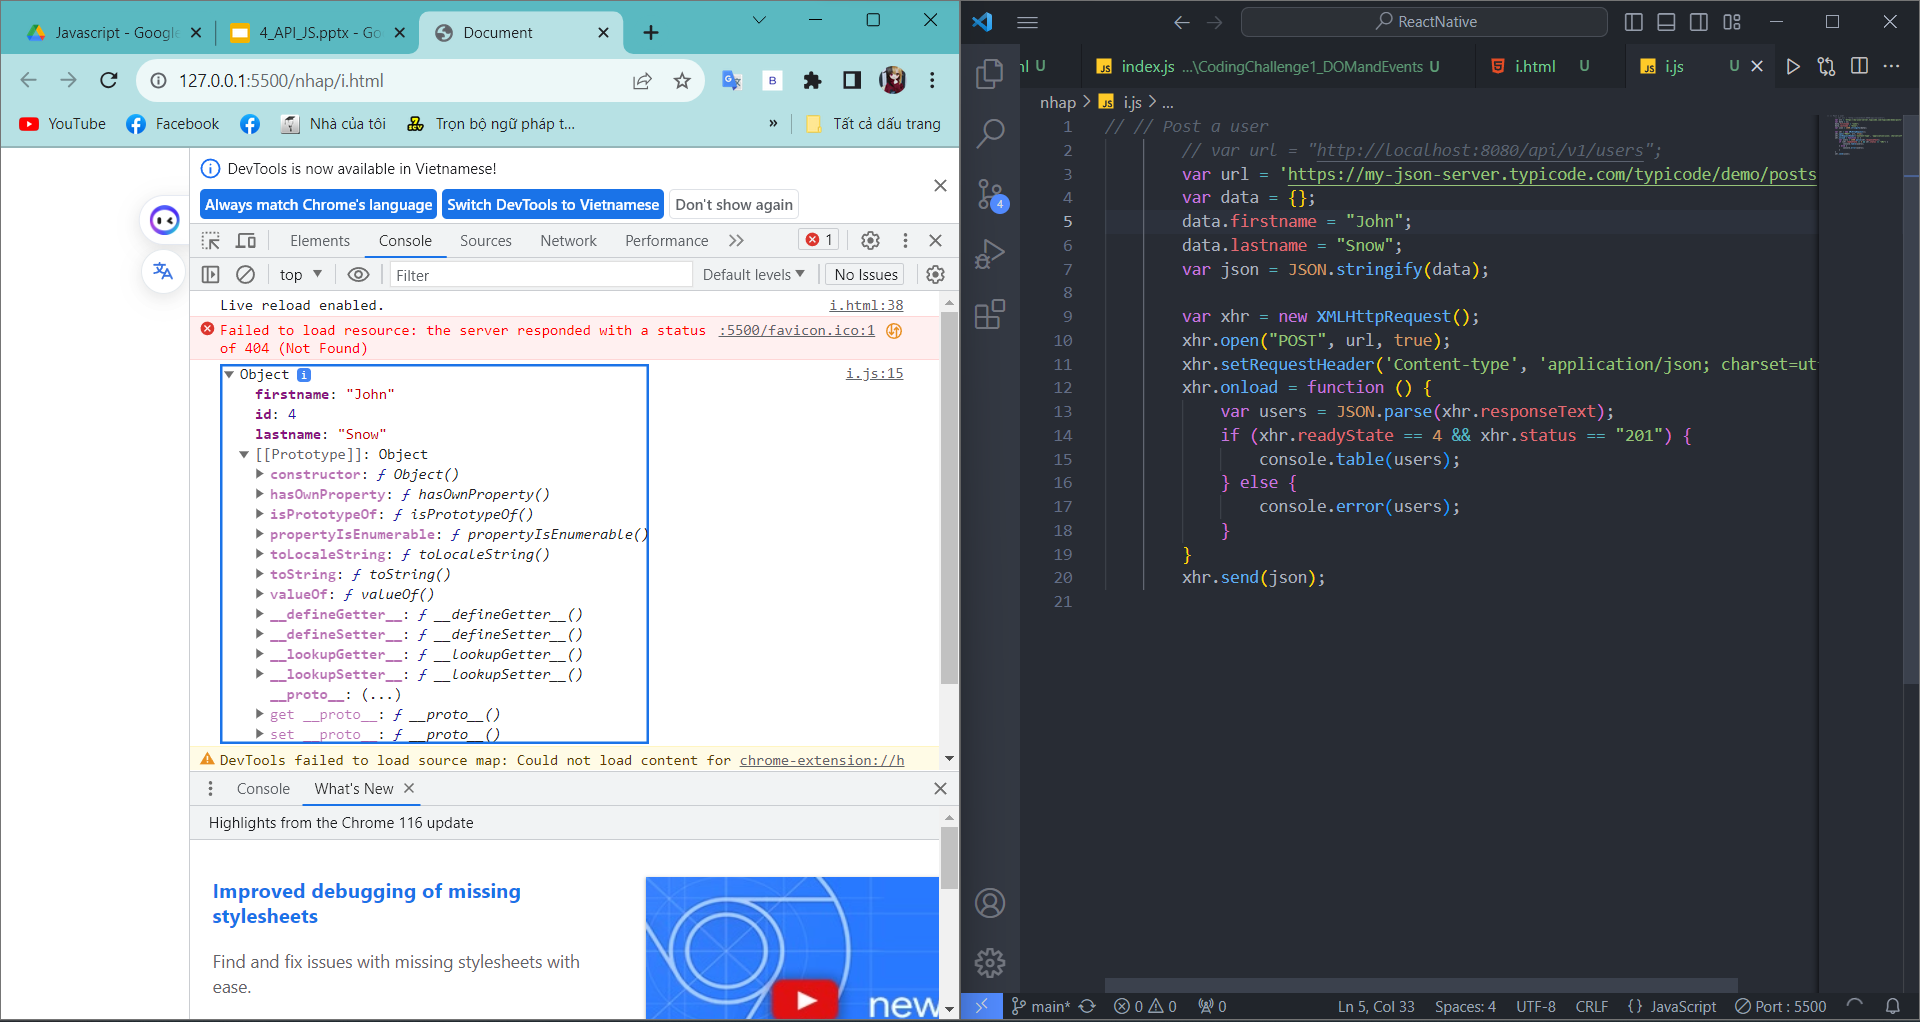 Javascript - Google
4_API_JS.pptx - Go
Document
127.0.0.1:5500/nhap/i.html
YouTube
Facebook
Nhà của tôi
Trọn bộ ngữ pháp t...
»
Tất cả dấu trang
DevTools is now available in Vietnamese!
Always match Chrome's language
Switch DevTools to Vietnamese
Don't show again
Elements
Console
Sources
Network
Performance
1
top
Filter
Default levels
No Issues
Live reload enabled.
i.html:38
Failed to load resource: the server responded with a status :5500/favicon.ico:1
of 404 (Not Found)
Object
i.js:15
firstname: "John"
id: 4
lastname: "Snow"
[[Prototype]]: Object
constructor: ƒ Object()
hasOwnProperty: ƒ hasOwnProperty()
isPrototypeOf: ƒ isPrototypeOf()
propertyIsEnumerable: ƒ propertyIsEnumerable()
toLocaleString: ƒ toLocaleString()
toString: ƒ toString()
valueOf: ƒ valueOf()
__defineGetter__: ƒ __defineGetter__()
__defineSetter__: ƒ __defineSetter__()
__lookupGetter__: ƒ __lookupGetter__()
__lookupSetter__: ƒ __lookupSetter__()
__proto__: (...)
get __proto__: ƒ __proto__()
set __proto__: ƒ __proto__()
DevTools failed to load source map: Could not load content for chrome-extension://h
Console
What's New
Highlights from the Chrome 116 update
Improved debugging of missing
stylesheets
Find and fix issues with missing stylesheets with
ease.
new
ReactNative
nl U
JS index.js ...\CodingChallenge1_DOMandEvents U
i.html U
JS i.js U
nhap > JS i.js > ...
4
1 // // Post a user
2 // var url = "http://localhost:8080/api/v1/users";
3 var url = 'https://my-json-server.typicode.com/typicode/demo/posts
4 var data = {};
5 data.firstname = "John";
6 data.lastname = "Snow";
7 var json = JSON.stringify(data);
8
9 var xhr = new XMLHttpRequest();
10 xhr.open("POST", url, true);
11 xhr.setRequestHeader('Content-type', 'application/json; charset=ut
12 xhr.onload = function () {
13 var users = JSON.parse(xhr.responseText);
14 if (xhr.readyState == 4 && xhr.status == "201") {
15 console.table(users);
16 } else {
17 console.error(users);
18 }
19 }
20 xhr.send(json);
21
main*
0
0
0
Ln 5, Col 33
Spaces: 4
UTF-8
CRLF
{ } JavaScript
Port : 5500